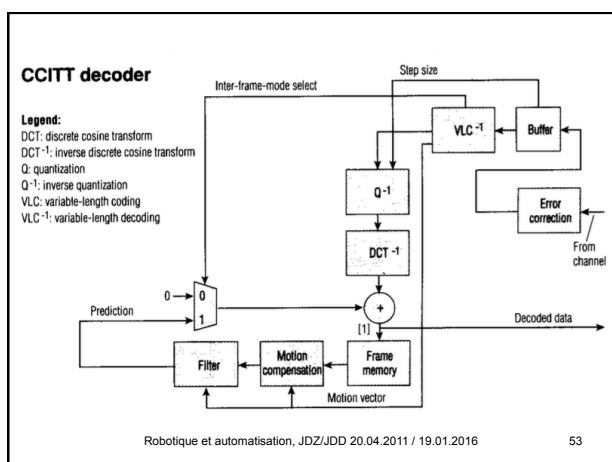 CCITT decoder
Legend:
DCT: discrete cosine transform
DCT-1: inverse discrete cosine transform
Q: quantization
Q-1: inverse quantization
VLC: variable-length coding
VLC-1: variable-length decoding
Step size
Inter-frame-mode select
VLC-1
Buffer
Q-1
Error
correction
From
channel
DCT-1
0
0
1
Prediction
+
[1]
Decoded data
Filter
Motion
compensation
Frame
memory
Motion vector
Robotique et automatisation, JDZ/JDD 20.04.2011 / 19.01.2016
53